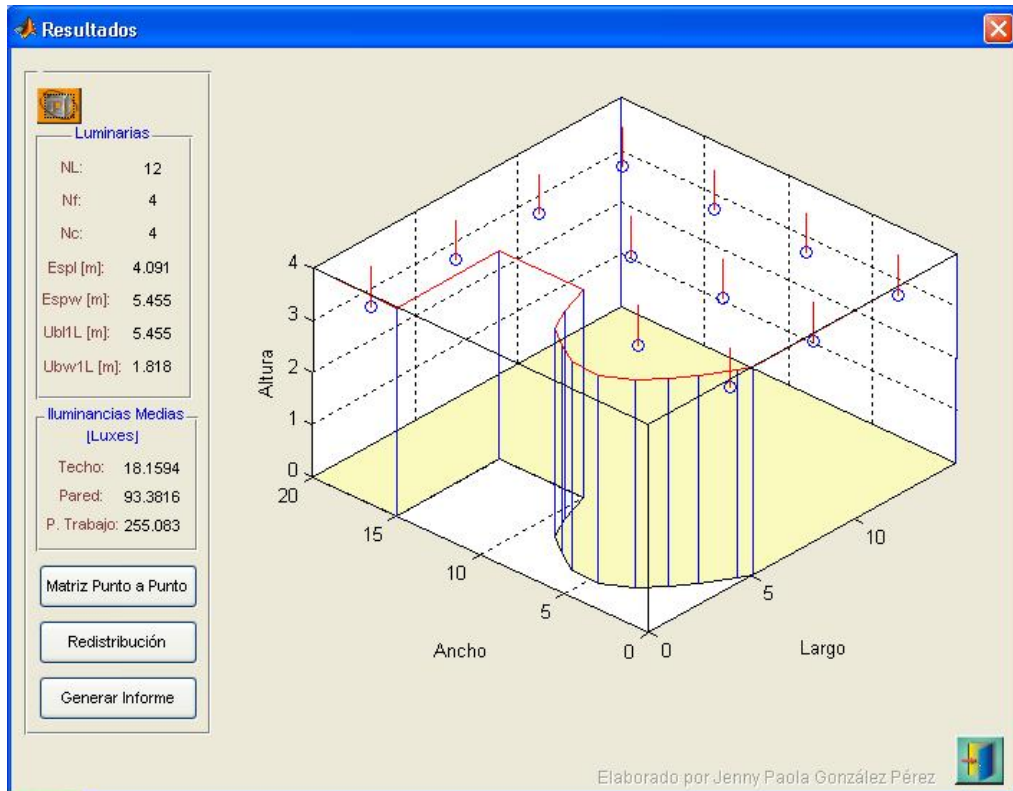 Resultados
Luminarias
NL: 12
Nf: 4
Nc: 4
Espl [m]: 4.091
Espw [m]: 5.455
Ubl1L [m]: 5.455
Ubw1L [m]: 1.818
Iluminancias Medias
[Luxes]
Techo: 18.1594
Pared: 93.3816
P. Trabajo: 255.083
Matriz Punto a Punto
Redistribución
Generar Informe
Altura
4
3
2
1
0
20
15
10
5
0
Ancho
0
5
10
Largo
Elaborado por Jenny Paola González Pérez